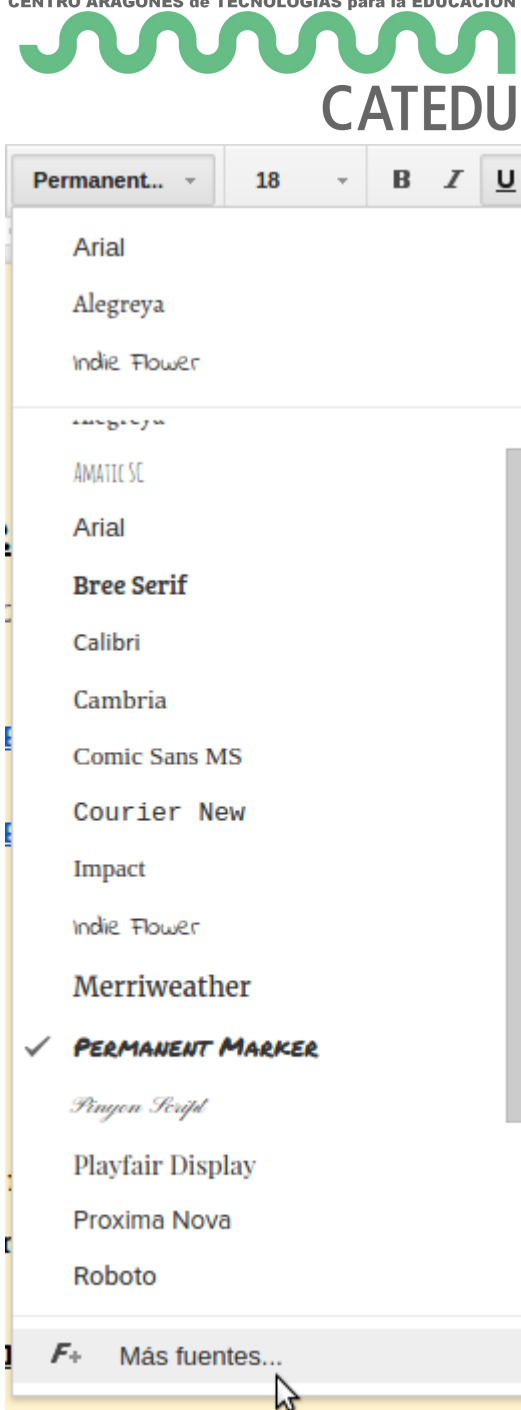 CENTRO ARAGONÉS de TECNOLOGÍAS para la EDUCACIÓN
CATEDU
Permanent... 18 B I U
Arial
Alegreya
Indie Flower
Alegreya
Amatic SC
Arial
Bree Serif
Calibri
Cambria
Comic Sans MS
Courier New
Impact
Indie Flower
Merriweather
Permanent Marker
Pinyon Script
Playfair Display
Proxima Nova
Roboto
F+ Más fuentes...